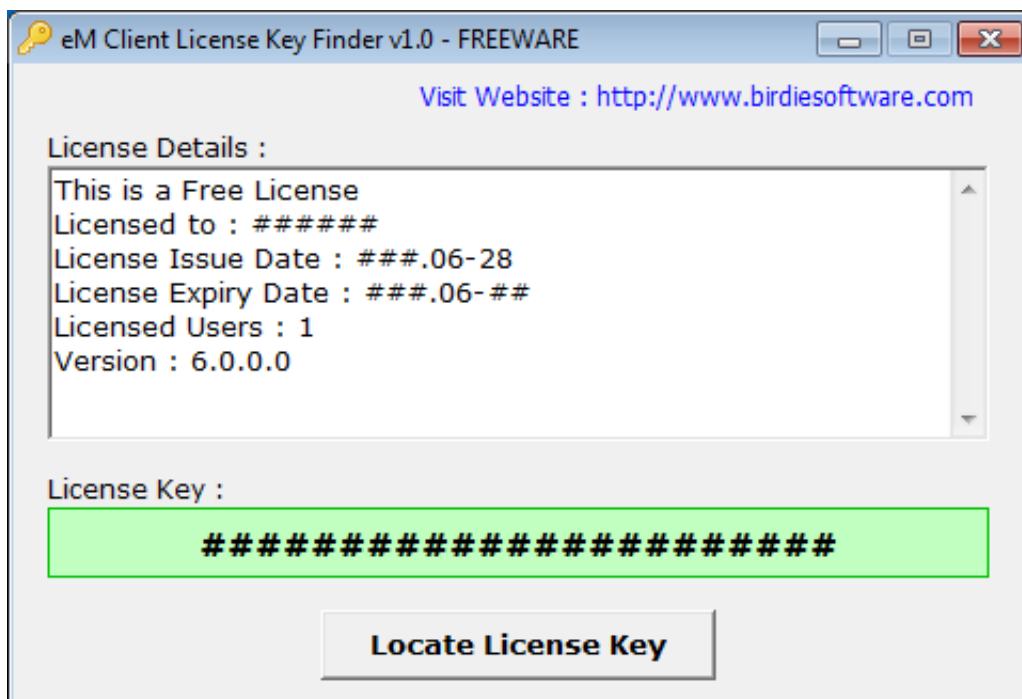 eM Client License Key Finder v1.0 - FREEWARE
Visit Website : http://www.birdiesoftware.com
License Details :
This is a Free License
Licensed to : ######
License Issue Date : ###.06-28
License Expiry Date : ###.06-##
Licensed Users : 1
Version : 6.0.0.0
License Key :
#######################
Locate License Key